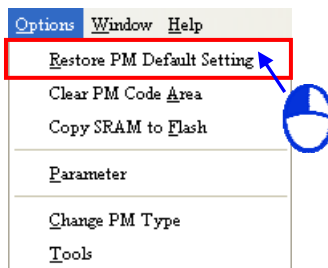 Options Window Help
Restore PM Default Setting
Clear PM Code Area
Copy SRAM to Flash
Parameter
Change PM Type
Tools